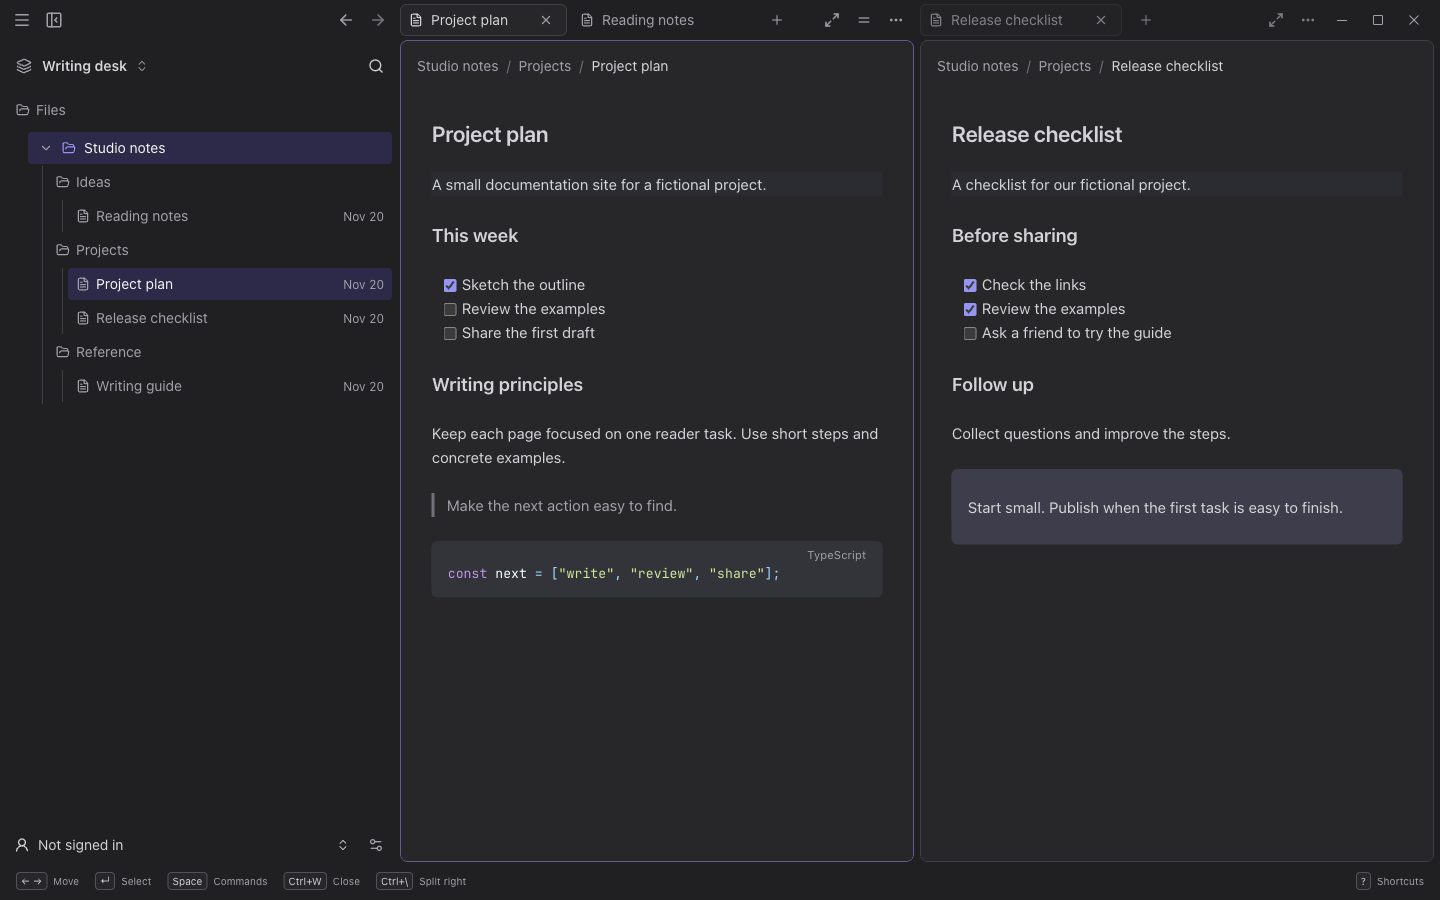 Project plan
Reading notes
Release checklist
Writing desk
Files
Studio notes
Ideas
Reading notes Nov 20
Projects
Project plan Nov 20
Release checklist Nov 20
Reference
Writing guide Nov 20
Not signed in
Studio notes / Projects / Project plan
Project plan
A small documentation site for a fictional project.
This week
Sketch the outline
Review the examples
Share the first draft
Writing principles
Keep each page focused on one reader task. Use short steps and
concrete examples.
Make the next action easy to find.
TypeScript
const next = ["write", "review", "share"];
Studio notes / Projects / Release checklist
Release checklist
A checklist for our fictional project.
Before sharing
Check the links
Review the examples
Ask a friend to try the guide
Follow up
Collect questions and improve the steps.
Start small. Publish when the first task is easy to finish.
← → Move ↵ Select Space Commands Ctrl+W Close Ctrl+\ Split right ? Shortcuts